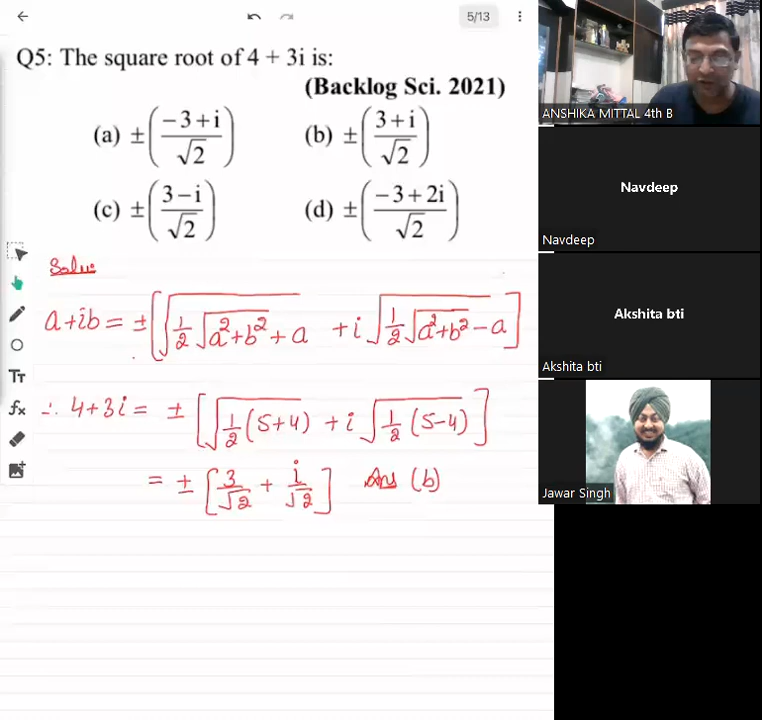 5/13
Q5: The square root of 4 + 3i is:
(Backlog Sci. 2021)
(a) ±((−3+i)/√2) (b) ±((3+i)/√2)
(c) ±((3−i)/√2) (d) ±((−3+2i)/√2)
a+ib = ±[√(1/2 √(a²+b²) + a) + i √(1/2 √(a²+b²) − a)]
∴ 4+3i = ± [√(1/2 (5+4)) + i √(1/2 (5−4))]
= ± [3/√2 + i/√2] Ans (b)
Tт
fx
ANSHIKA MITTAL 4th B
Navdeep
Navdeep
Akshita bti
Akshita bti
Jawar Singh